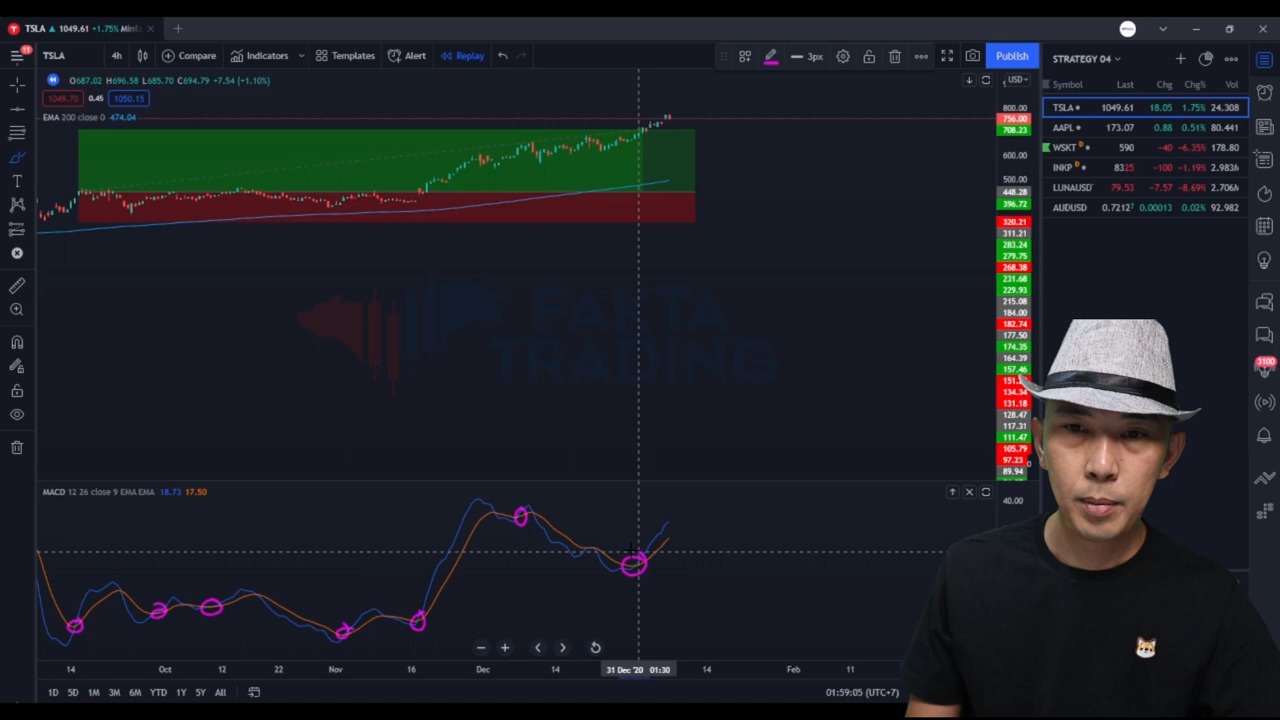 TSLA ▲ 1049.61 +1.75%
11
TSLA 4h Compare Indicators Templates Alert Replay 3px Publish
O687.02 H696.58 L685.70 C694.79 +7.54 (+1.10%)
1049.70 0.45 1050.15
EMA 200 close 0 474.04
USD
800.00
756.00
708.23
600.00
500.00
448.28
396.72
320.21
311.21
283.24
279.75
268.38
231.68
229.93
215.08
184.00
182.74
177.50
174.35
164.39
157.46
134.34
131.18
128.47
117.31
111.47
105.79
97.23
89.94
40.00
FAKTA
TRADING
MACD 12 26 close 9 EMA EMA 18.73 17.50
14 Oct 12 22 Nov 16 Dec 14 31 Dec '20 01:30 14 Feb 11
1D 5D 1M 3M 6M YTD 1Y 5Y All
01:59:05 (UTC+7)
STRATEGY 04
Symbol Last Chg Chg% Vol
TSLA 1049.61 18.05 1.75% 24.308
AAPL 173.07 0.88 0.51% 80.441
WSKT D 590 -40 -6.35% 178.80
INKP D 8325 -100 -1.19% 2.983
LUNAUSD 79.53 -7.57 -8.69% 2.706
AUDUSD 0.7212⁷ 0.00013 0.02% 92.982
3100